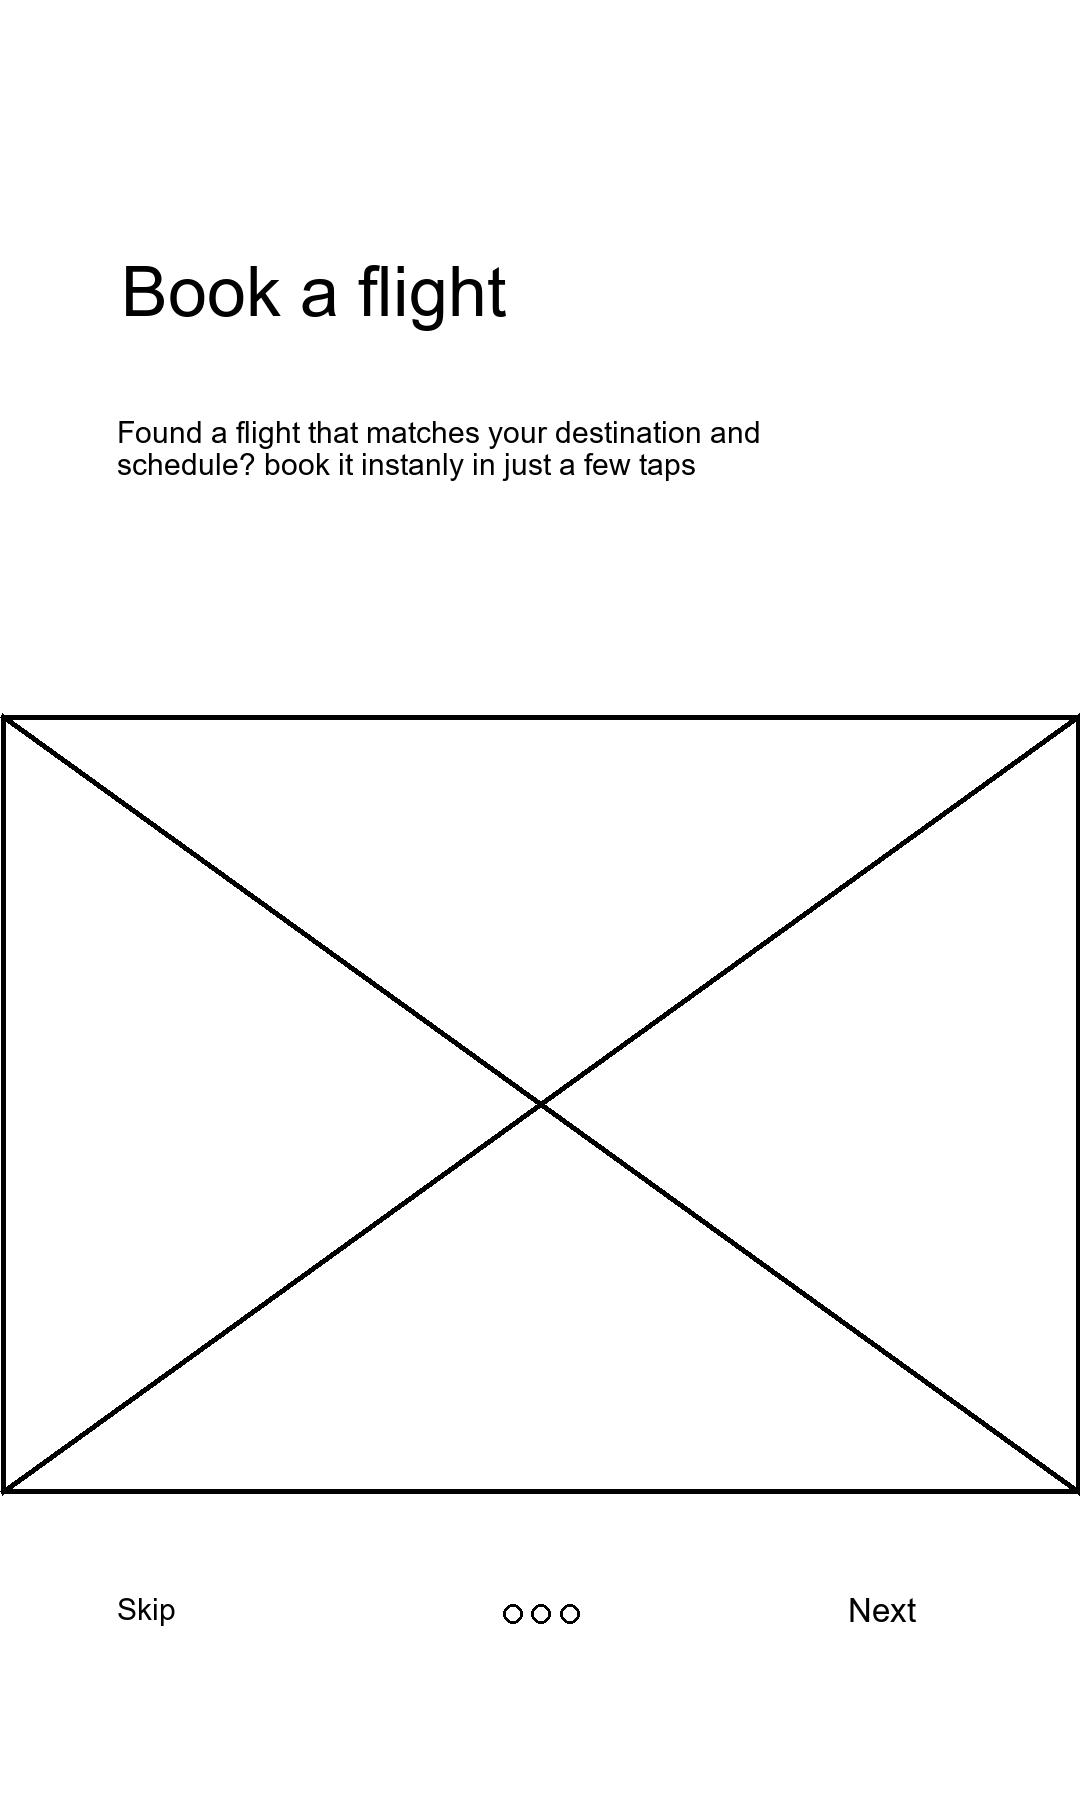 Book a flight
Found a flight that matches your destination and
schedule? book it instanly in just a few taps
Skip
Next